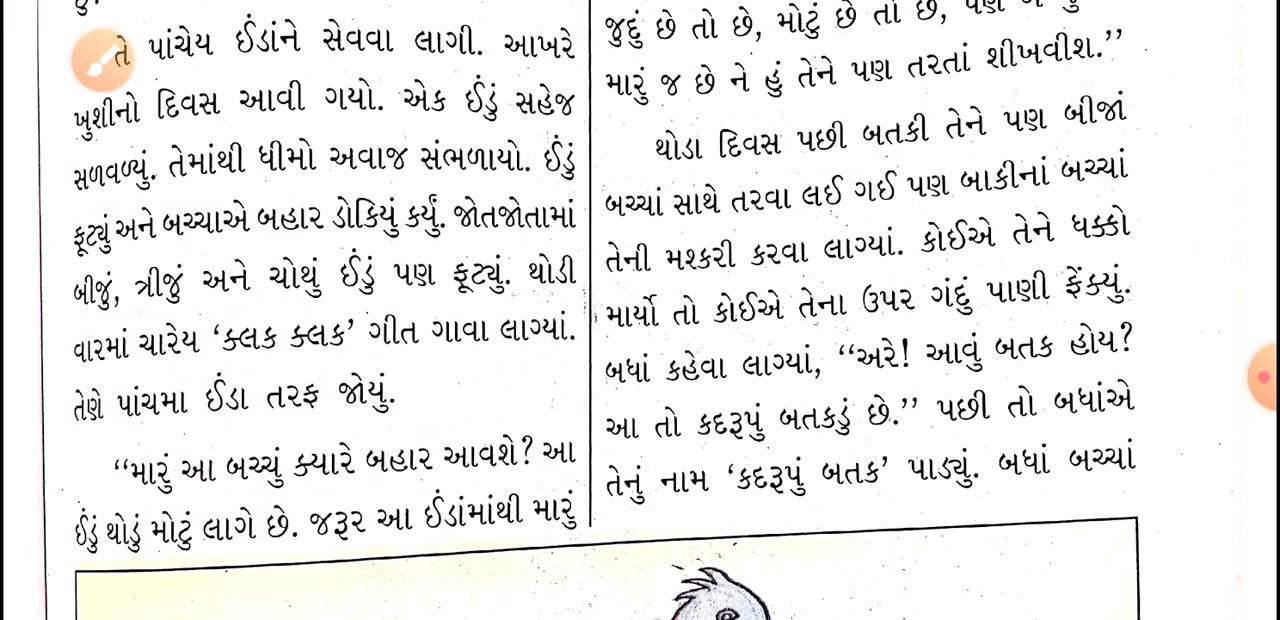 તે પાંચેય ઈંડાંને સેવવા લાગી. આખરે
ખુશીનો દિવસ આવી ગયો. એક ઈંડું સહેજ
સળવળ્યું. તેમાંથી ધીમો અવાજ સંભળાયો. ઈંડું
ફૂટ્યું અને બચ્ચાએ બહાર ડોકિયું કર્યું. જોતજોતામાં
બીજું, ત્રીજું અને ચોથું ઈંડું પણ ફૂટ્યું. થોડી
વારમાં ચારેય ‘ક્લક ક્લક’ ગીત ગાવા લાગ્યાં.
તેણે પાંચમા ઈંડા તરફ જોયું.
“મારું આ બચ્ચું ક્યારે બહાર આવશે? આ
ઈંડું થોડું મોટું લાગે છે. જરૂર આ ઈંડાંમાંથી મારું
જુદું છે તો છે, મોટું છે તો છે, પણ
મારું જ છે ને હું તેને પણ તરતાં શીખવીશ.”
થોડા દિવસ પછી બતકી તેને પણ બીજાં
બચ્ચાં સાથે તરવા લઈ ગઈ પણ બાકીનાં બચ્ચાં
તેની મશ્કરી કરવા લાગ્યાં. કોઈએ તેને ધક્કો
માર્યો તો કોઈએ તેના ઉપર ગંદું પાણી ફેંક્યું.
બધાં કહેવા લાગ્યાં, “અરે! આવું બતક હોય?
આ તો કદરૂપું બતકડું છે.” પછી તો બધાંએ
તેનું નામ ‘કદરૂપું બતક’ પાડ્યું. બધાં બચ્ચાં